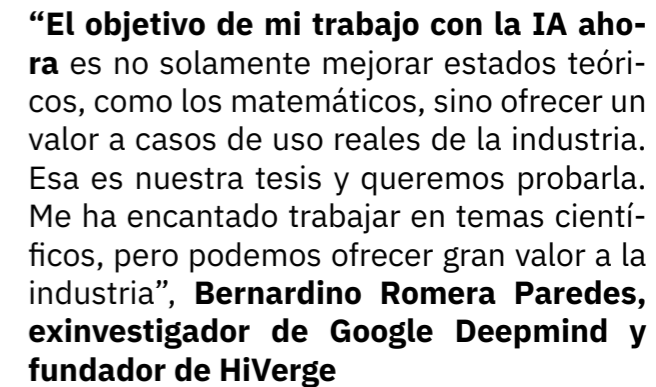 “El objetivo de mi trabajo con la IA aho-
ra es no solamente mejorar estados teóri-
cos, como los matemáticos, sino ofrecer un
valor a casos de uso reales de la industria.
Esa es nuestra tesis y queremos probarla.
Me ha encantado trabajar en temas cientí-
ficos, pero podemos ofrecer gran valor a la
industria”, Bernardino Romera Paredes,
exinvestigador de Google Deepmind y
fundador de HiVerge